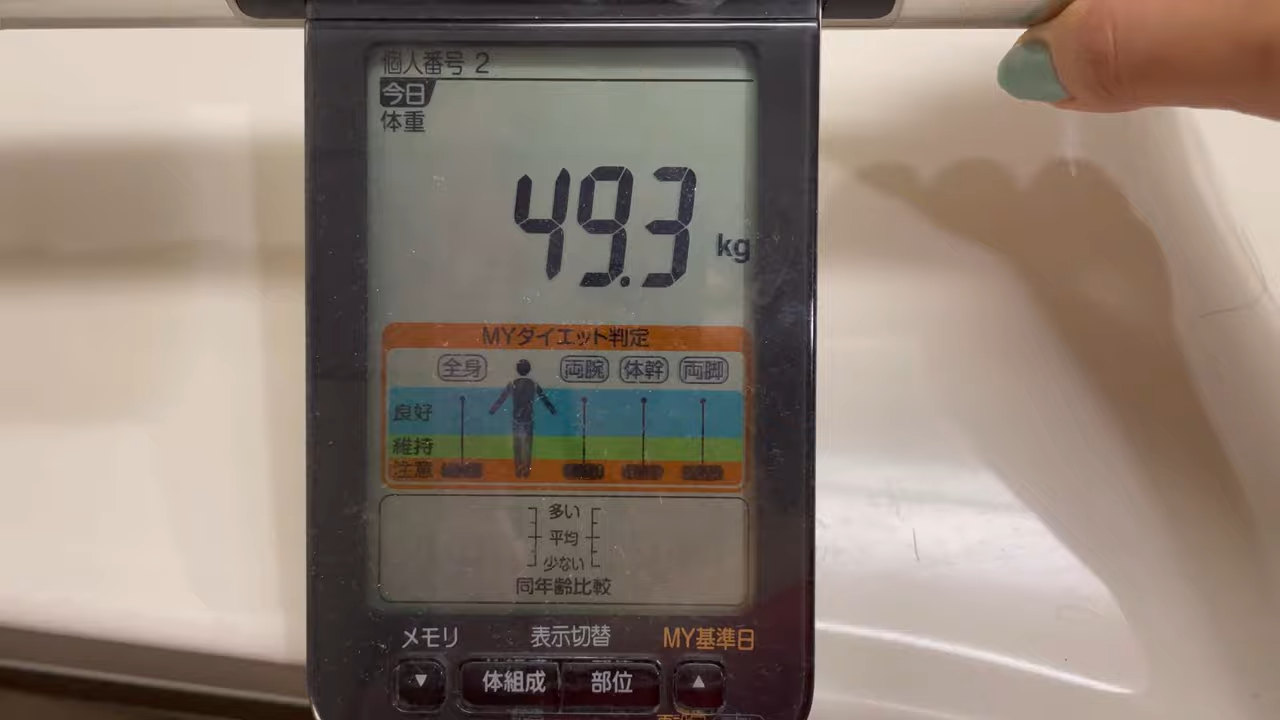 個人番号 2
今日
体重
49.3 kg
MYダイエット判定
全身 両腕 体幹 両脚
良好
維持
注意
多い
平均
少ない
同年齢比較
メモリ 表示切替 MY基準日
▼ 体組成 部位 ▲